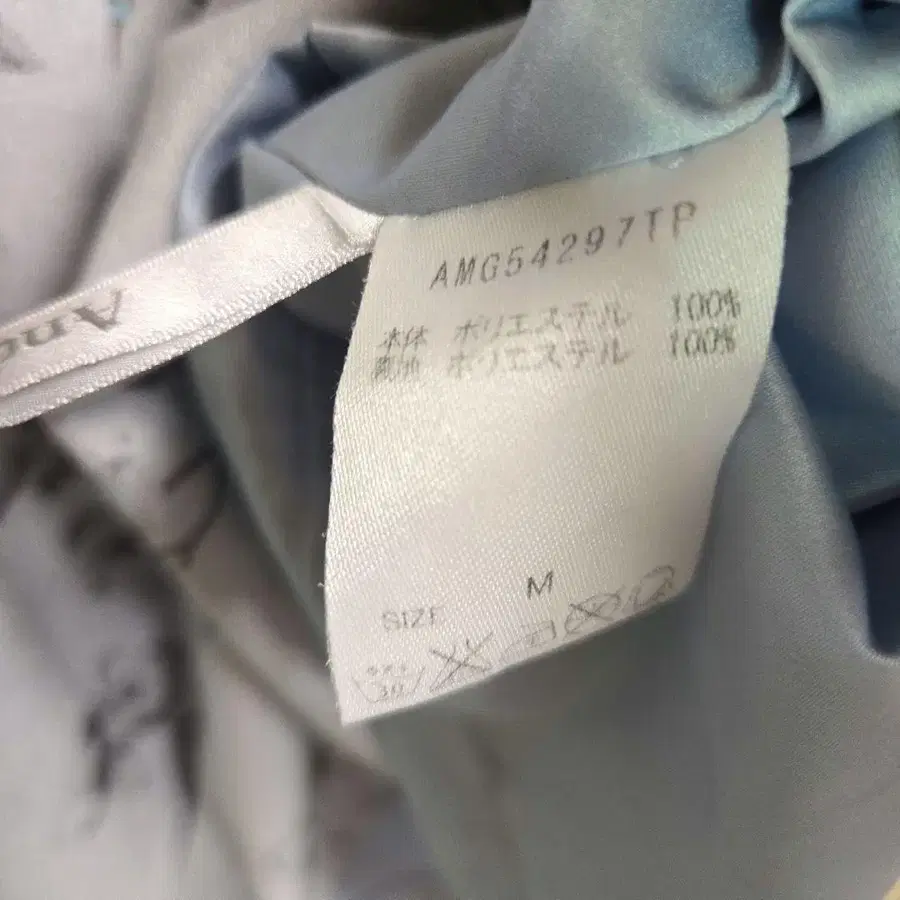 AMG54297TP
本体 ポリエステル 100%
裏地 ポリエステル 100%
SIZE M